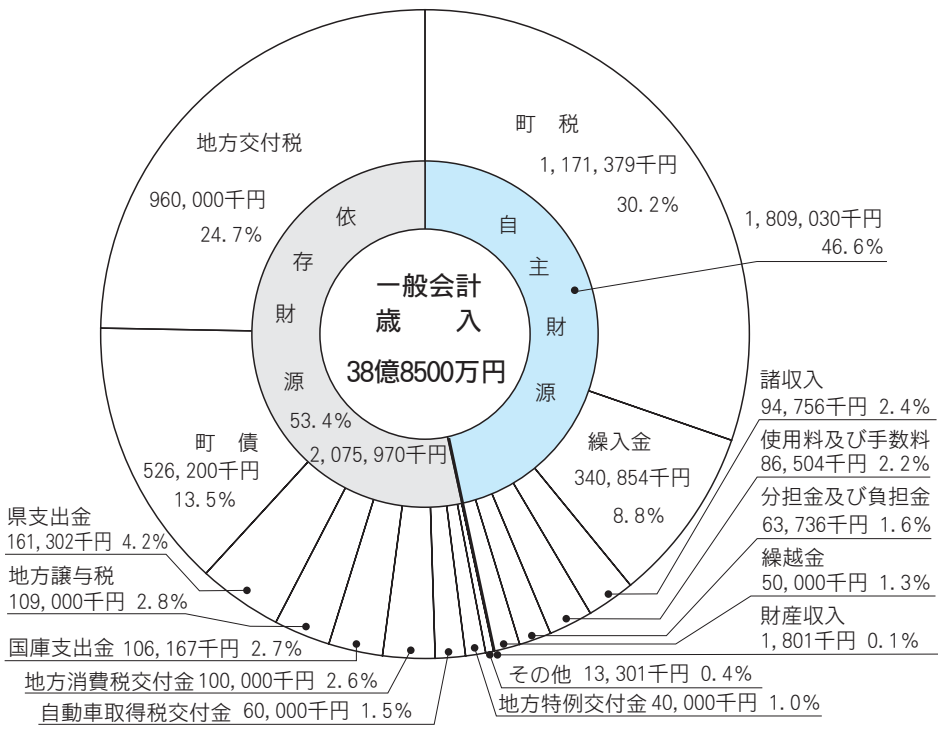 町　税
1,171,379千円
30.2%
1,809,030千円
46.6%
自主財源
繰入金
340,854千円
8.8%
諸収入
94,756千円 2.4%
使用料及び手数料
86,504千円 2.2%
分担金及び負担金
63,736千円 1.6%
繰越金
50,000千円 1.3%
財産収入
1,801千円 0.1%
一般会計
歳　入
38億8500万円
地方交付税
960,000千円
24.7%
依存財源
53.4%
2,075,970千円
町　債
526,200千円
13.5%
県支出金
161,302千円 4.2%
地方譲与税
109,000千円 2.8%
国庫支出金 106,167千円 2.7%
地方消費税交付金 100,000千円 2.6%
自動車取得税交付金 60,000千円 1.5%
その他 13,301千円 0.4%
地方特例交付金 40,000千円 1.0%